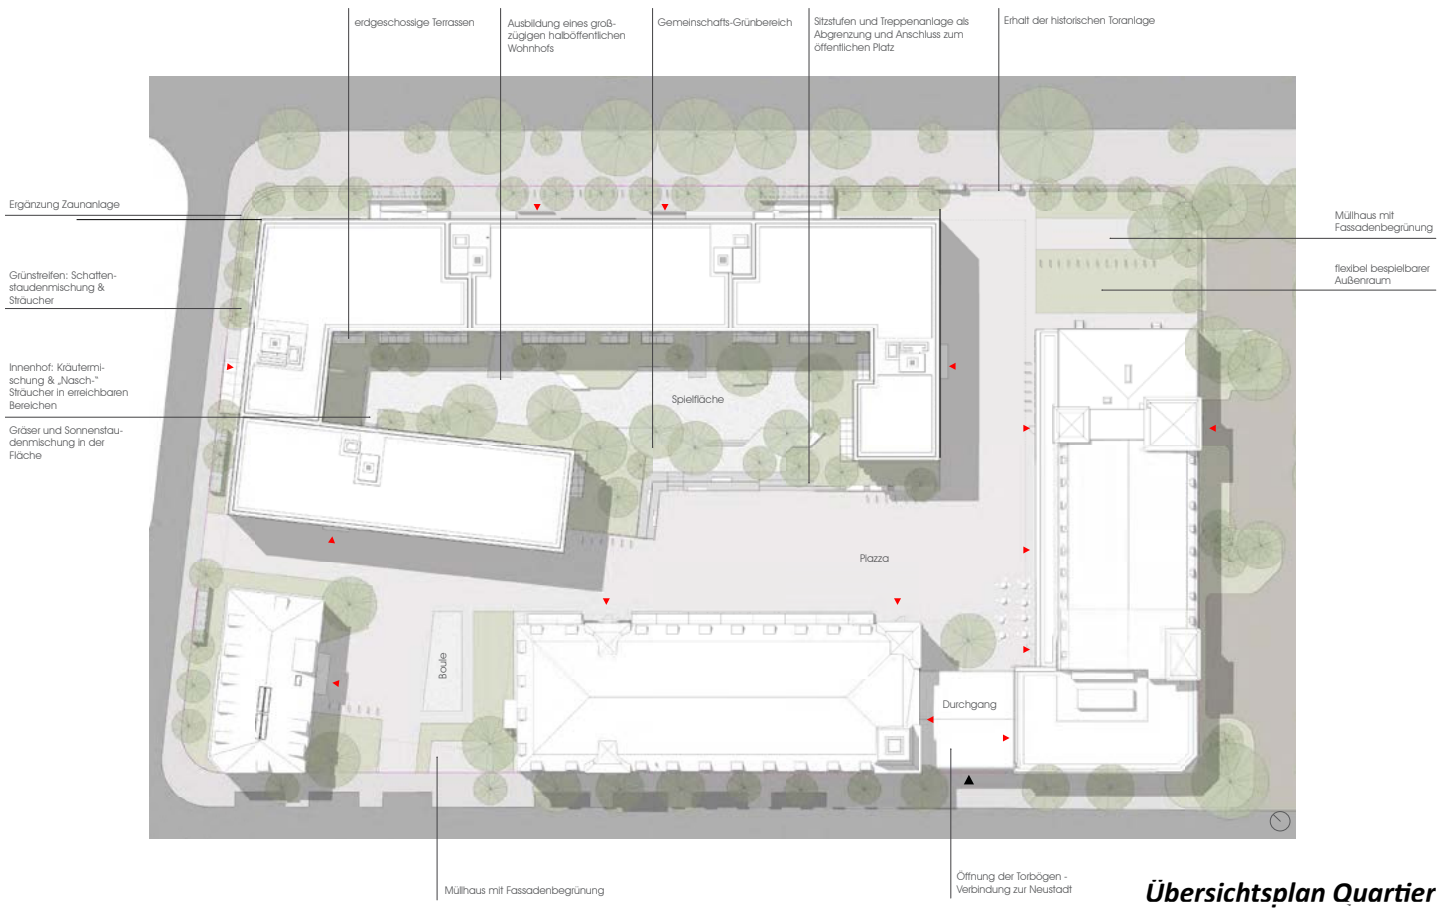 erdgeschossige Terrassen
Ausbildung eines groß-
zügigen halböffentlichen
Wohnhofs
Gemeinschafts-Grünbereich
Sitzstufen und Treppenanlage als
Abgrenzung und Anschluss zum
öffentlichen Platz
Erhalt der historischen Toranlage
Ergänzung Zaunanlage
Grünstreifen: Schatten-
staudenmischung &
Sträucher
Innenhof: Kräutermi-
schung & „Nasch-"
Sträucher in erreichbaren
Bereichen
Gräser und Sonnenstau-
denmischung in der
Fläche
Müllhaus mit
Fassadenbegrünung
flexibel bespielbarer
Außenraum
Spielfläche
Piazza
Boule
Durchgang
Müllhaus mit Fassadenbegrünung
Öffnung der Torbögen -
Verbindung zur Neustadt
Übersichtsplan Quartier